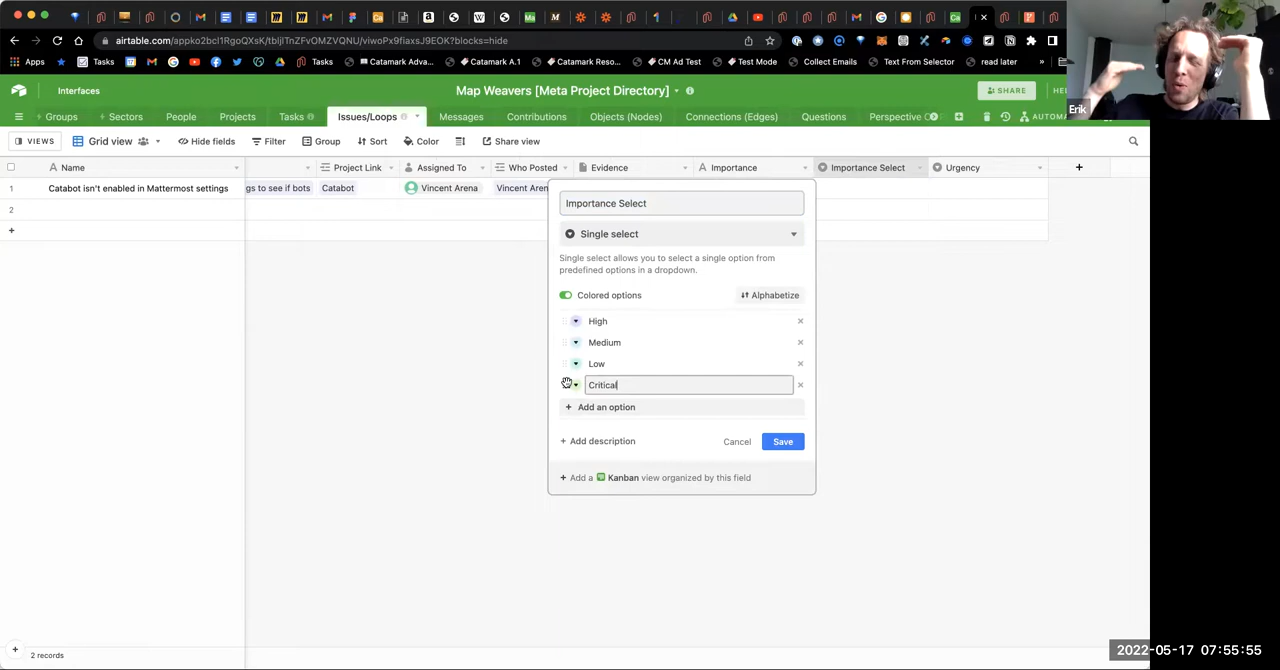 airtable.com/appko2bcl1RgoQXsK/tbljlTnZFvOMZVQNU/viwoPx9fiaxsJ9EOK?blocks=hide
Apps
Tasks
Tasks
Catamark Adva...
Catamark A.1
Catamark Reso...
CM Ad Test
Test Mode
Collect Emails
Text From Selector
read later
»
Interfaces
Map Weavers [Meta Project Directory]
SHARE
Groups
Sectors
People
Projects
Tasks
Issues/Loops
Messages
Contributions
Objects (Nodes)
Connections (Edges)
Questions
Perspective
VIEWS
Grid view
Hide fields
Filter
Group
Sort
Color
Share view
Name
Project Link
Assigned To
Who Posted
Evidence
Importance
Importance Select
Urgency
1
Catabot isn't enabled in Mattermost settings
gs to see if bots
Catabot
Vincent Arena
Vincent Aren
2
Importance Select
Single select
Single select allows you to select a single option from
predefined options in a dropdown.
Colored options
Alphabetize
High
Medium
Low
Critical
+ Add an option
+ Add description
Cancel
Save
+ Add a Kanban view organized by this field
2 records
Erik
2022-05-17 07:55:55